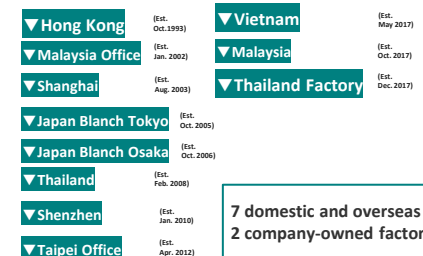 ▼Hong Kong (Est. Oct.1993)
▼Malaysia Office (Est. Jan. 2002)
▼Shanghai (Est. Aug. 2003)
▼Japan Blanch Tokyo (Est. Oct. 2005)
▼Japan Blanch Osaka (Est. Oct. 2006)
▼Thailand (Est. Feb. 2008)
▼Shenzhen (Est. Jan. 2010)
▼Taipei Office (Est. Apr. 2012)
▼Vietnam (Est. May 2017)
▼Malaysia (Est. Oct. 2017)
▼Thailand Factory (Est. Dec. 2017)
7 domestic and overseas
2 company-owned factor